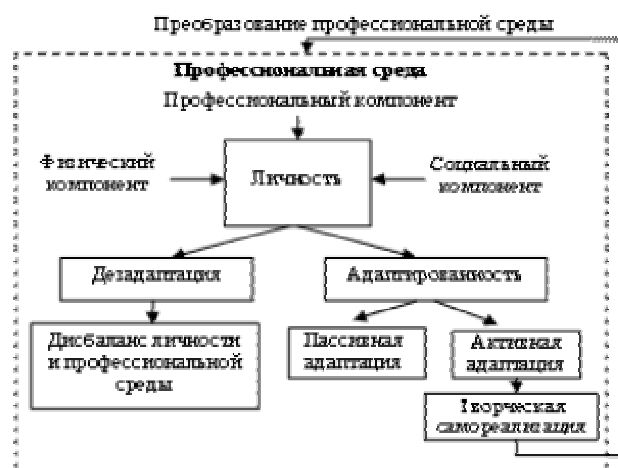 Преобразование профессиональной среды
Профессиональная среда
Профессиональный компонент
Физический
компонент
Личность
Социальный
компонент
Дезадаптация
Адаптированность
Дисбаланс личности
и профессиональной
среды
Пассивная
адаптация
Активная
адаптация
Творческая
самореализация